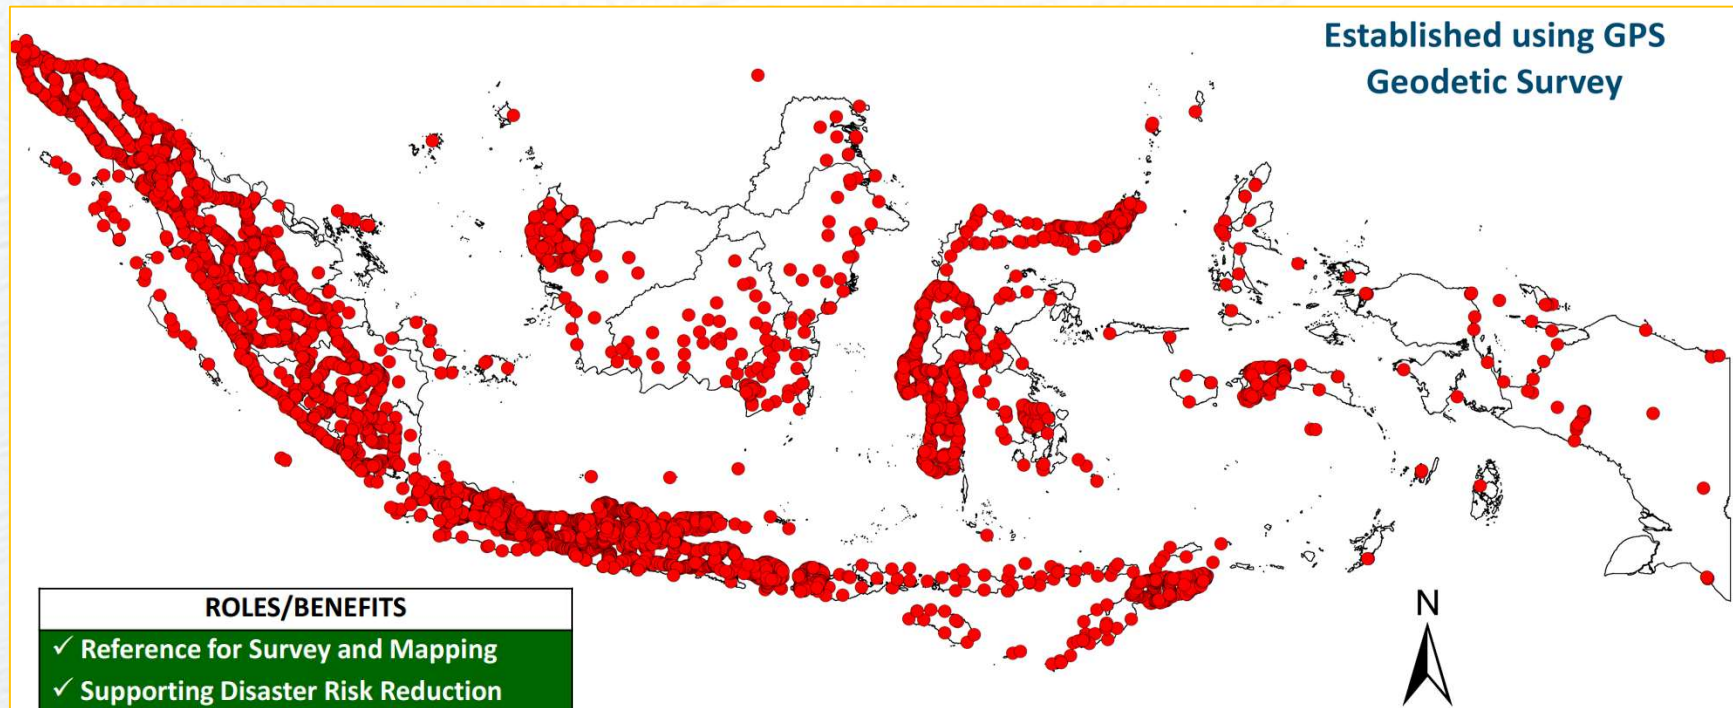 Established using GPS
Geodetic Survey
N
ROLES/BENEFITS
✓ Reference for Survey and Mapping
✓ Supporting Disaster Risk Reduction